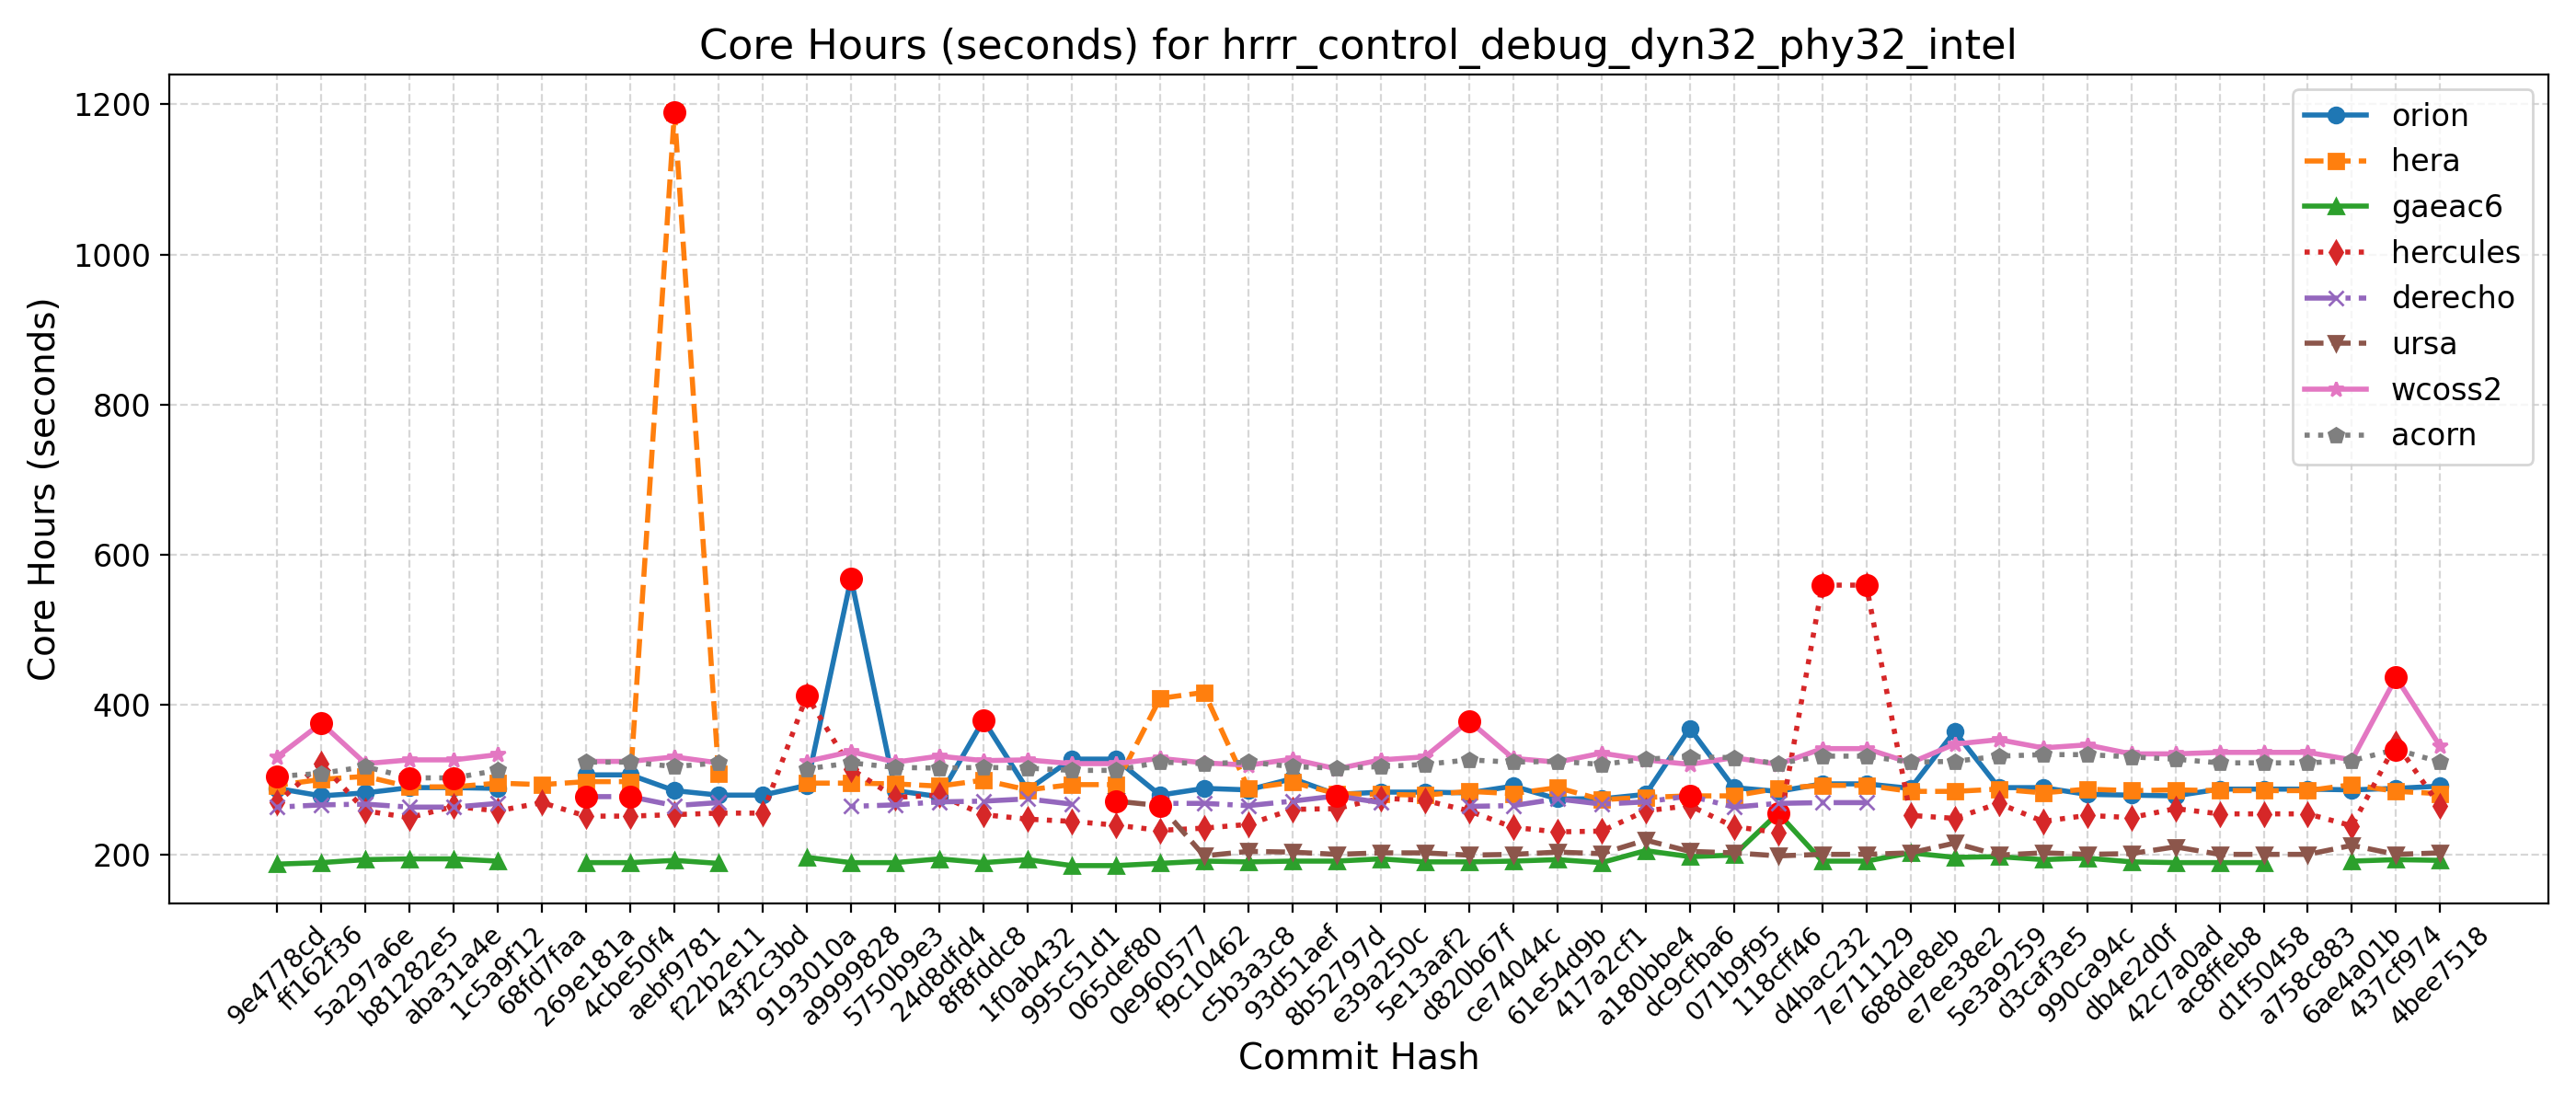 Core Hours (seconds) for hrrr_control_debug_dyn32_phy32_intel
Core Hours (seconds)
1200
1000
800
600
400
200
orion
hera
gaeac6
hercules
derecho
ursa
wcoss2
acorn
9e4778cd
ff162f36
5a297a6e
b81282e5
aba31a4e
1c5a9f12
68fd7faa
269e181a
4cbe50f4
aebf9781
f22b2e11
43f2c3bd
9193010a
a9999828
5750b9e3
24d8dfd4
8f8fddc8
1f0ab432
995c51d1
065def80
0e960577
f9c10462
c5b3a3c8
93d51aef
8b52797d
e39a250c
5e13aaf2
d820b67f
ce74044c
61e54d9b
417a2cf1
a180bbe4
dc9cfba6
071b9f95
118cff46
d4bac232
7e711129
688de8eb
e7ee38e2
5e3a9259
d3caf3e5
990ca94c
db4e2d0f
42c7a0ad
ac8ffeb8
d1f50458
a758c883
6ae4a01b
437cf974
4bee7518
Commit Hash